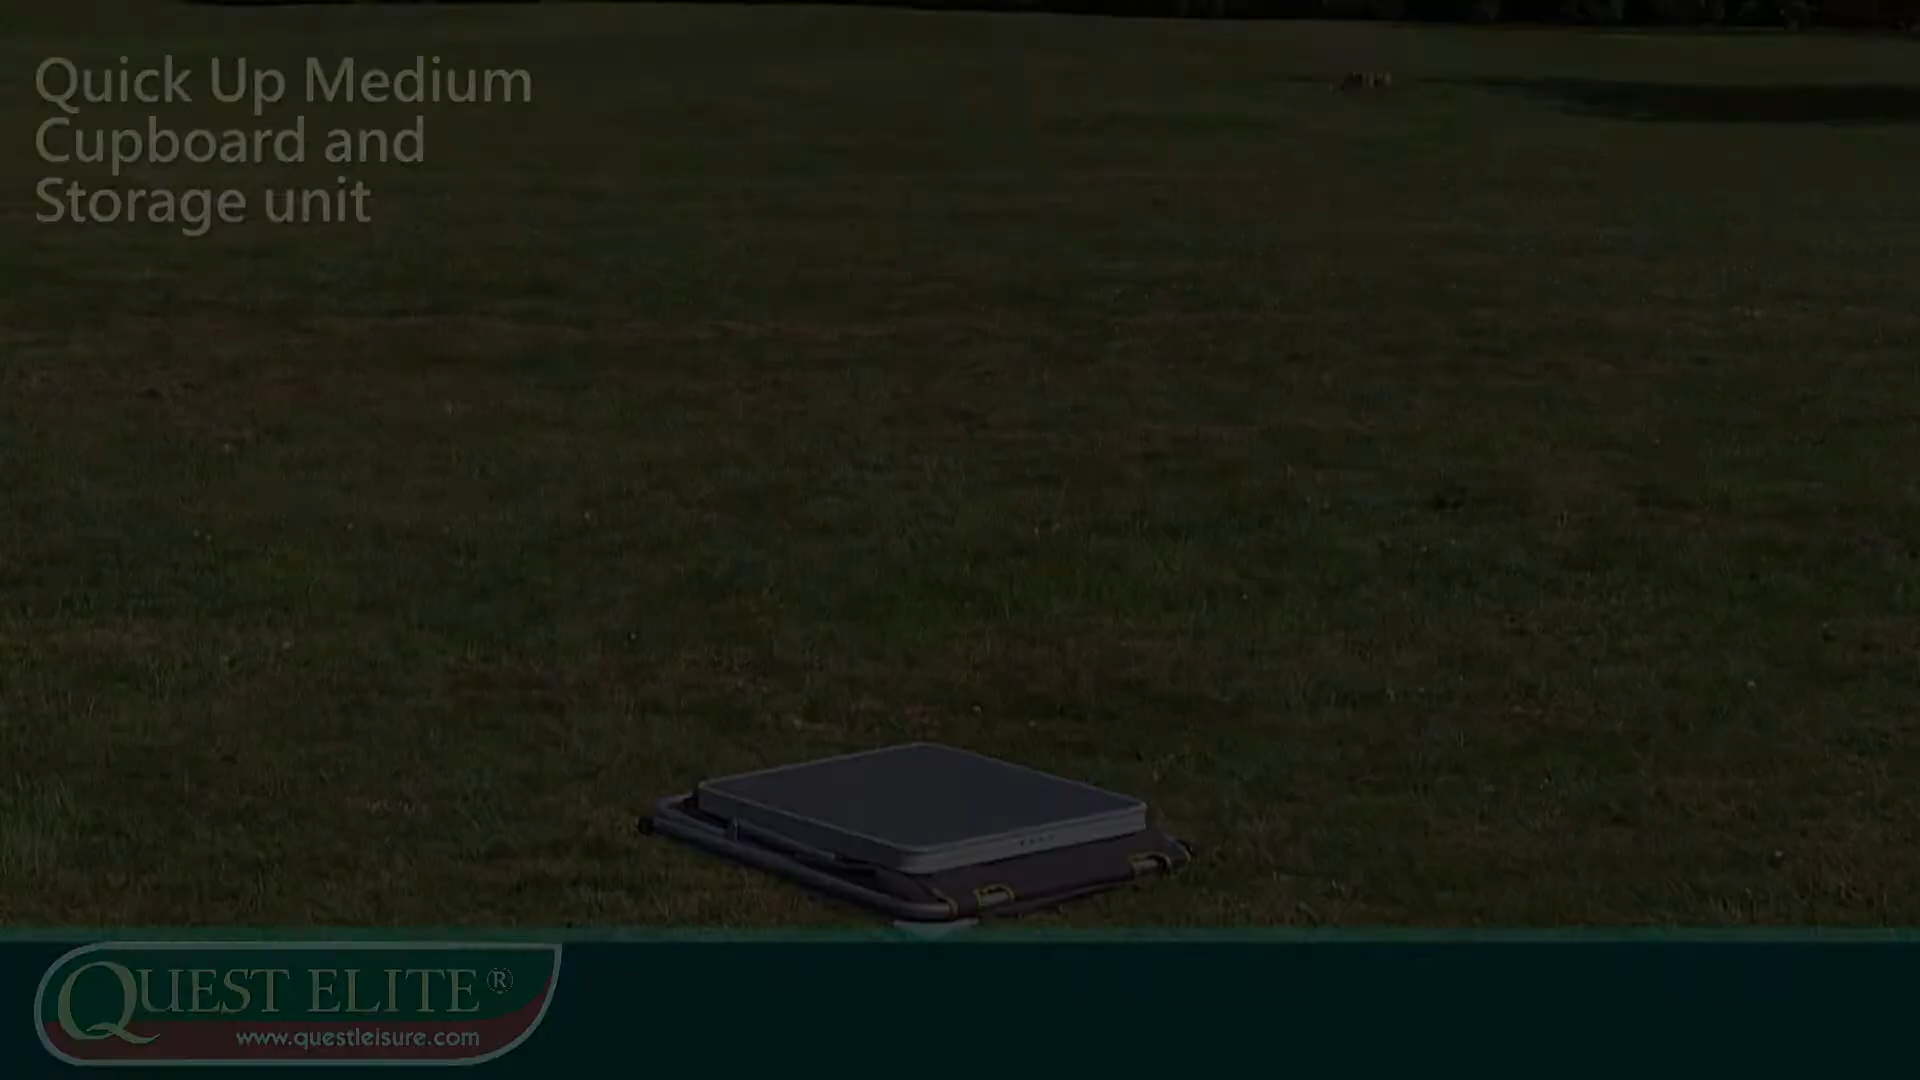 Quick Up Medium
Cupboard and
Storage unit
QUEST ELITE®
www.questleisure.com